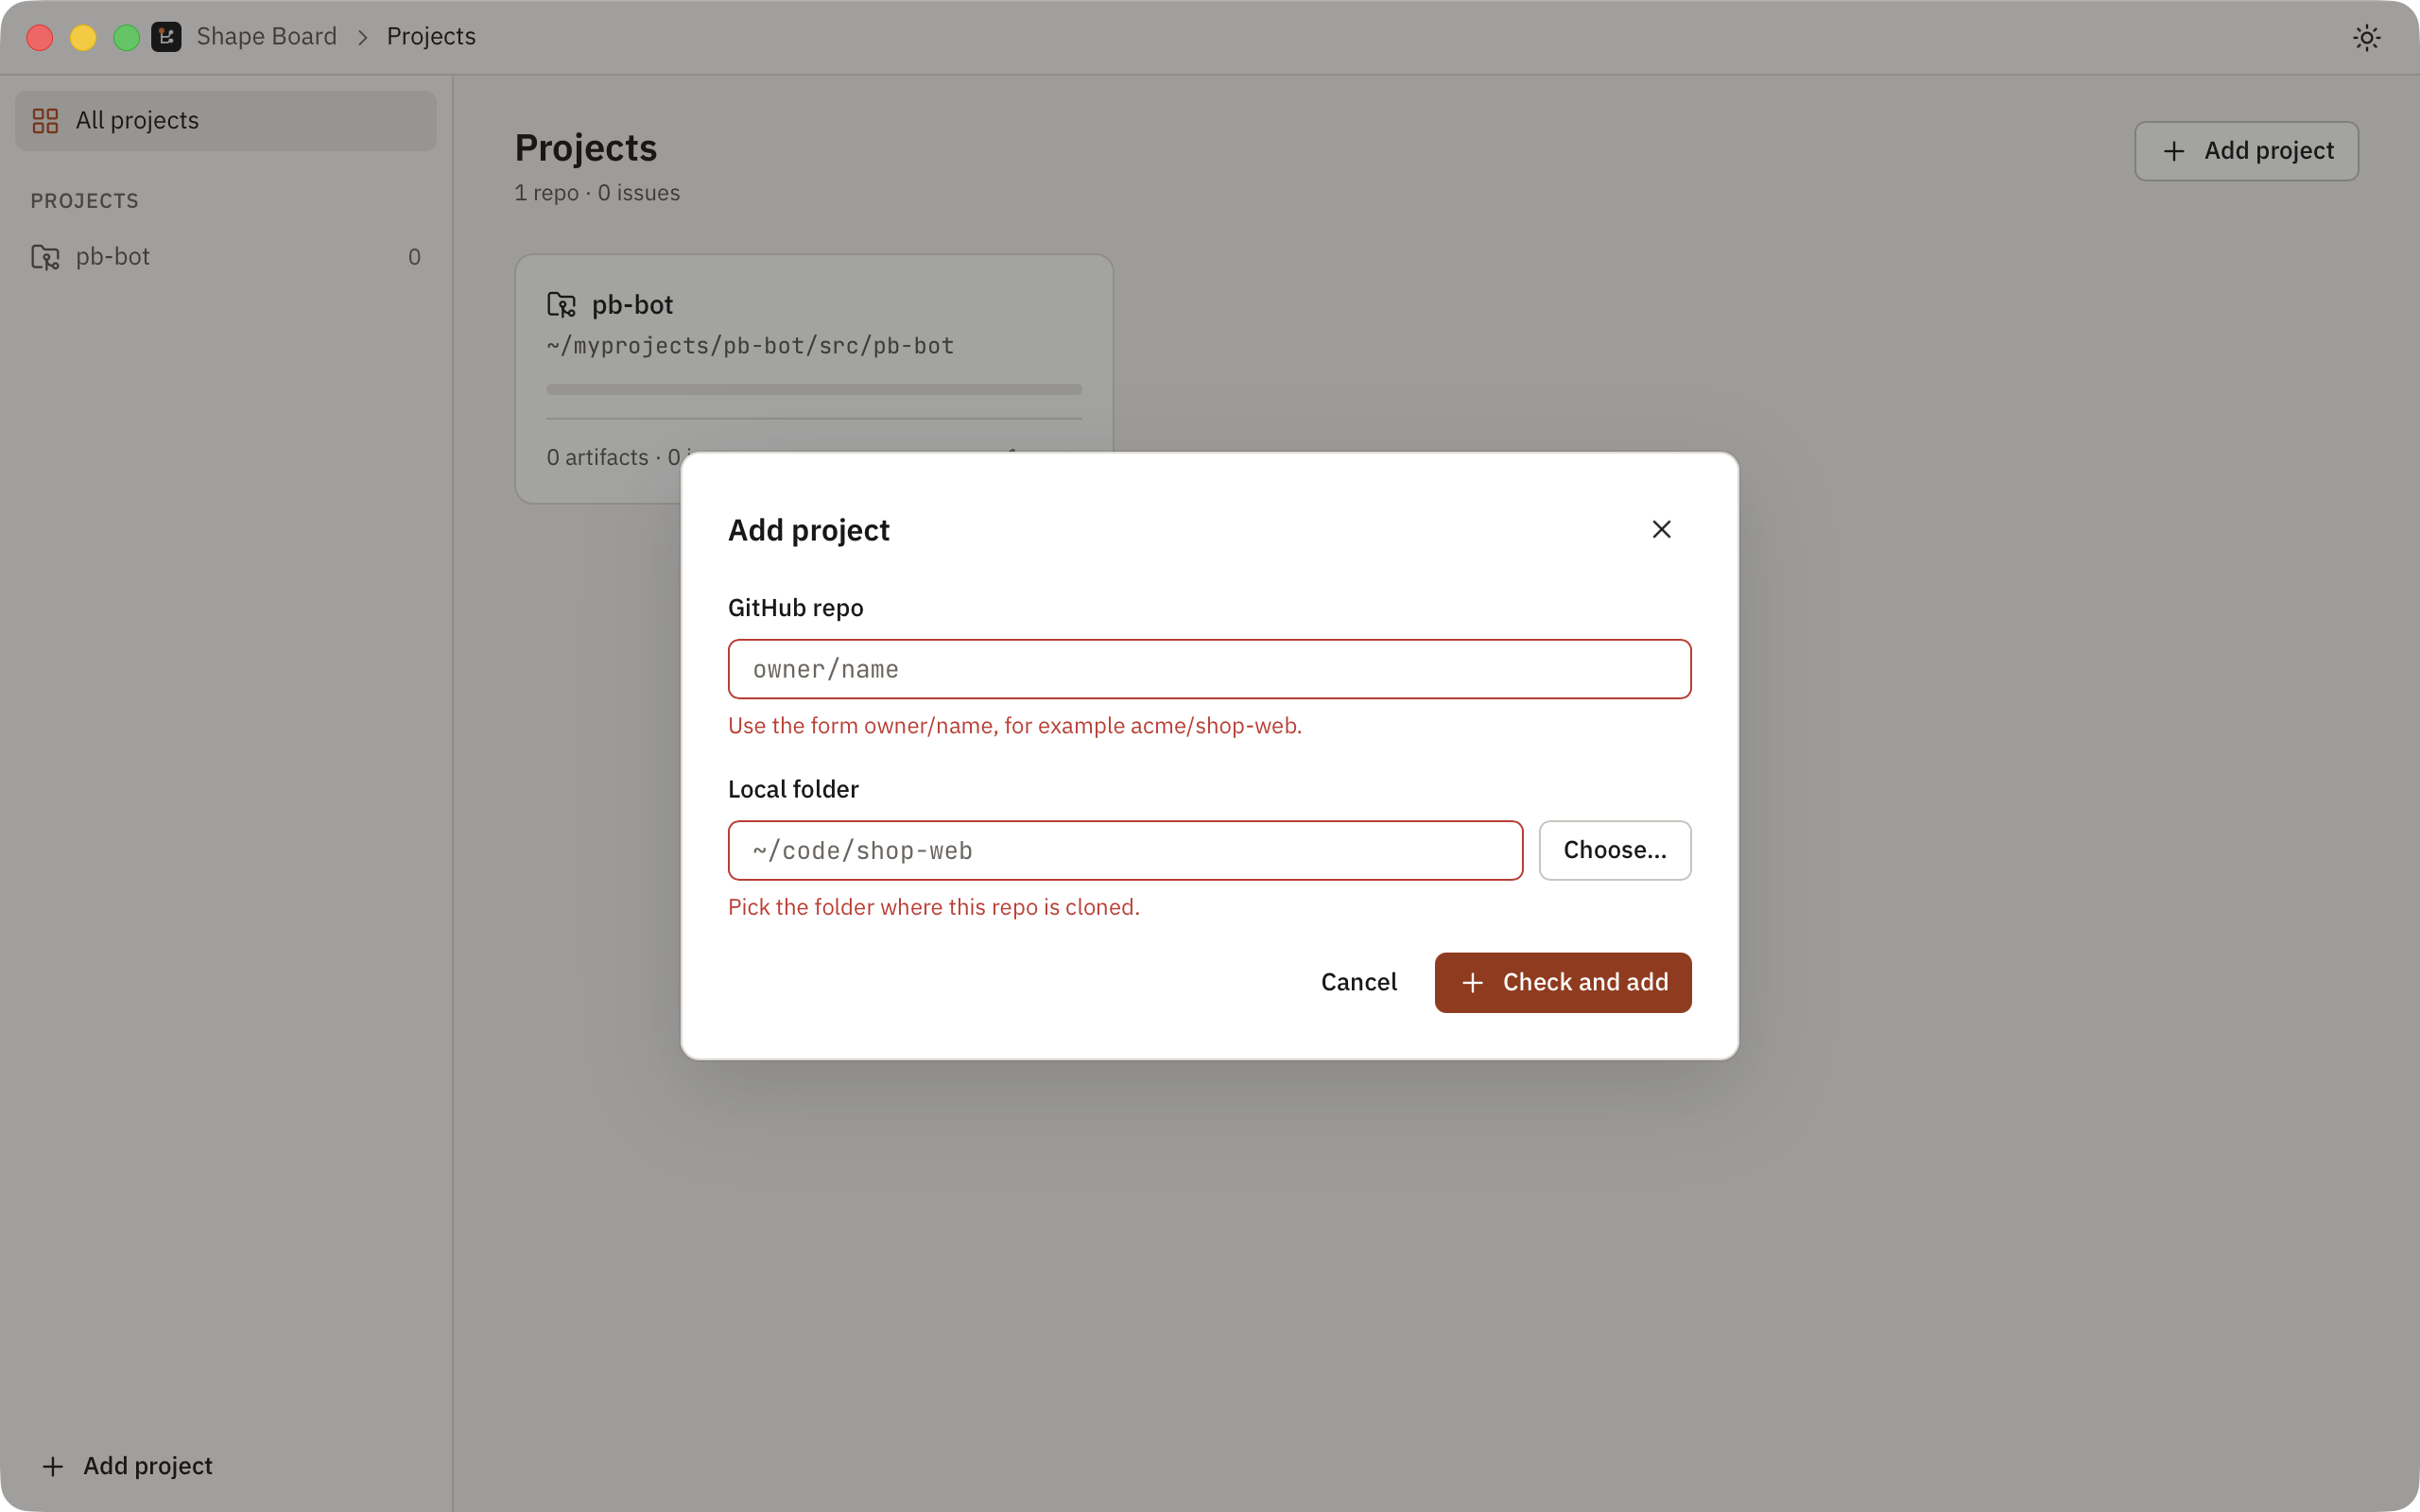 Shape Board > Projects
All projects
PROJECTS
pb-bot 0
Add project
Projects
1 repo · 0 issues
Add project
pb-bot
~/myprojects/pb-bot/src/pb-bot
0 artifacts · 0
Add project
GitHub repo
owner/name
Use the form owner/name, for example acme/shop-web.
Local folder
~/code/shop-web
Choose...
Pick the folder where this repo is cloned.
Cancel
Check and add